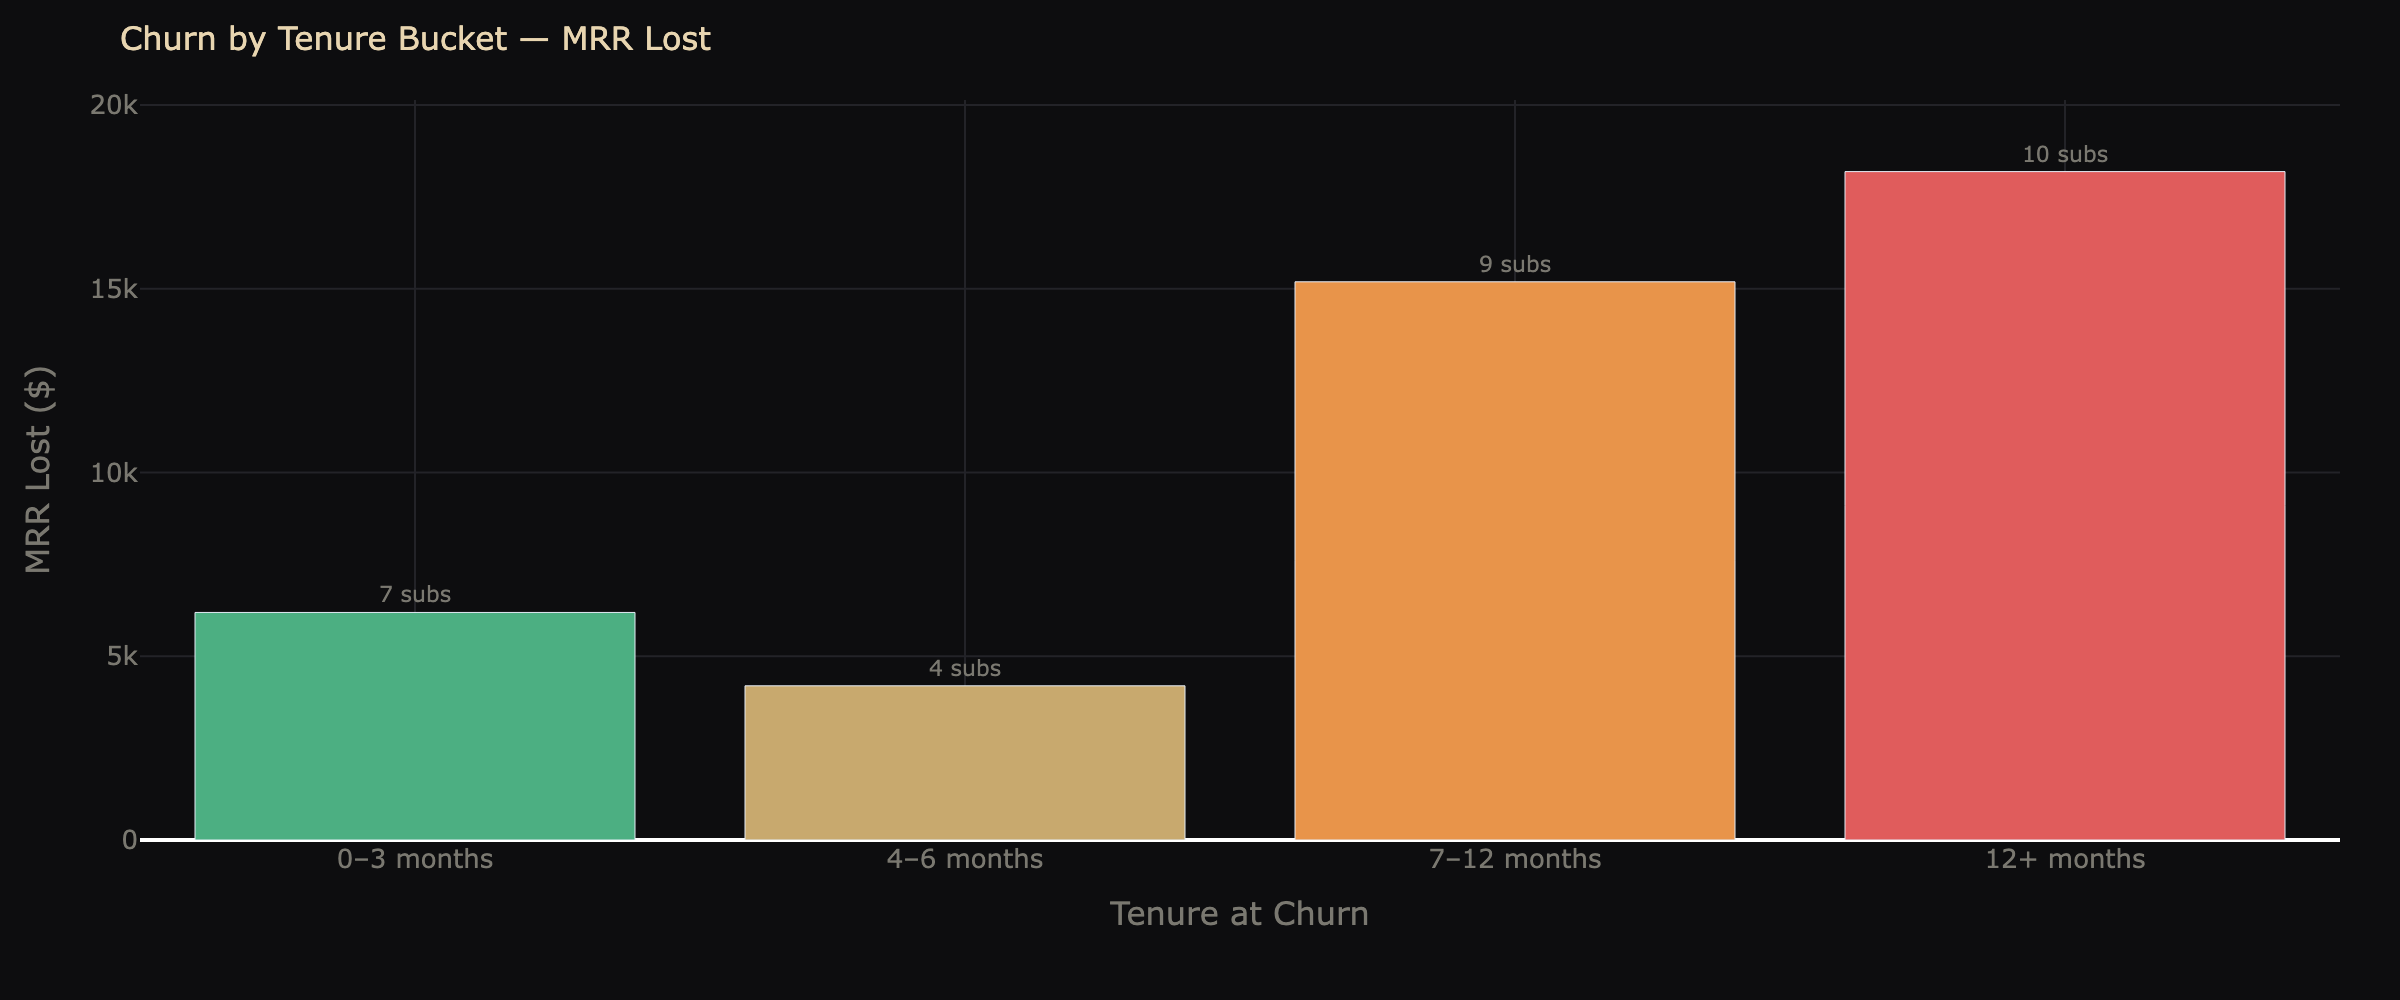 Churn by Tenure Bucket — MRR Lost
20k
15k
10k
5k
0
MRR Lost ($)
7 subs
4 subs
9 subs
10 subs
0–3 months
4–6 months
7–12 months
12+ months
Tenure at Churn